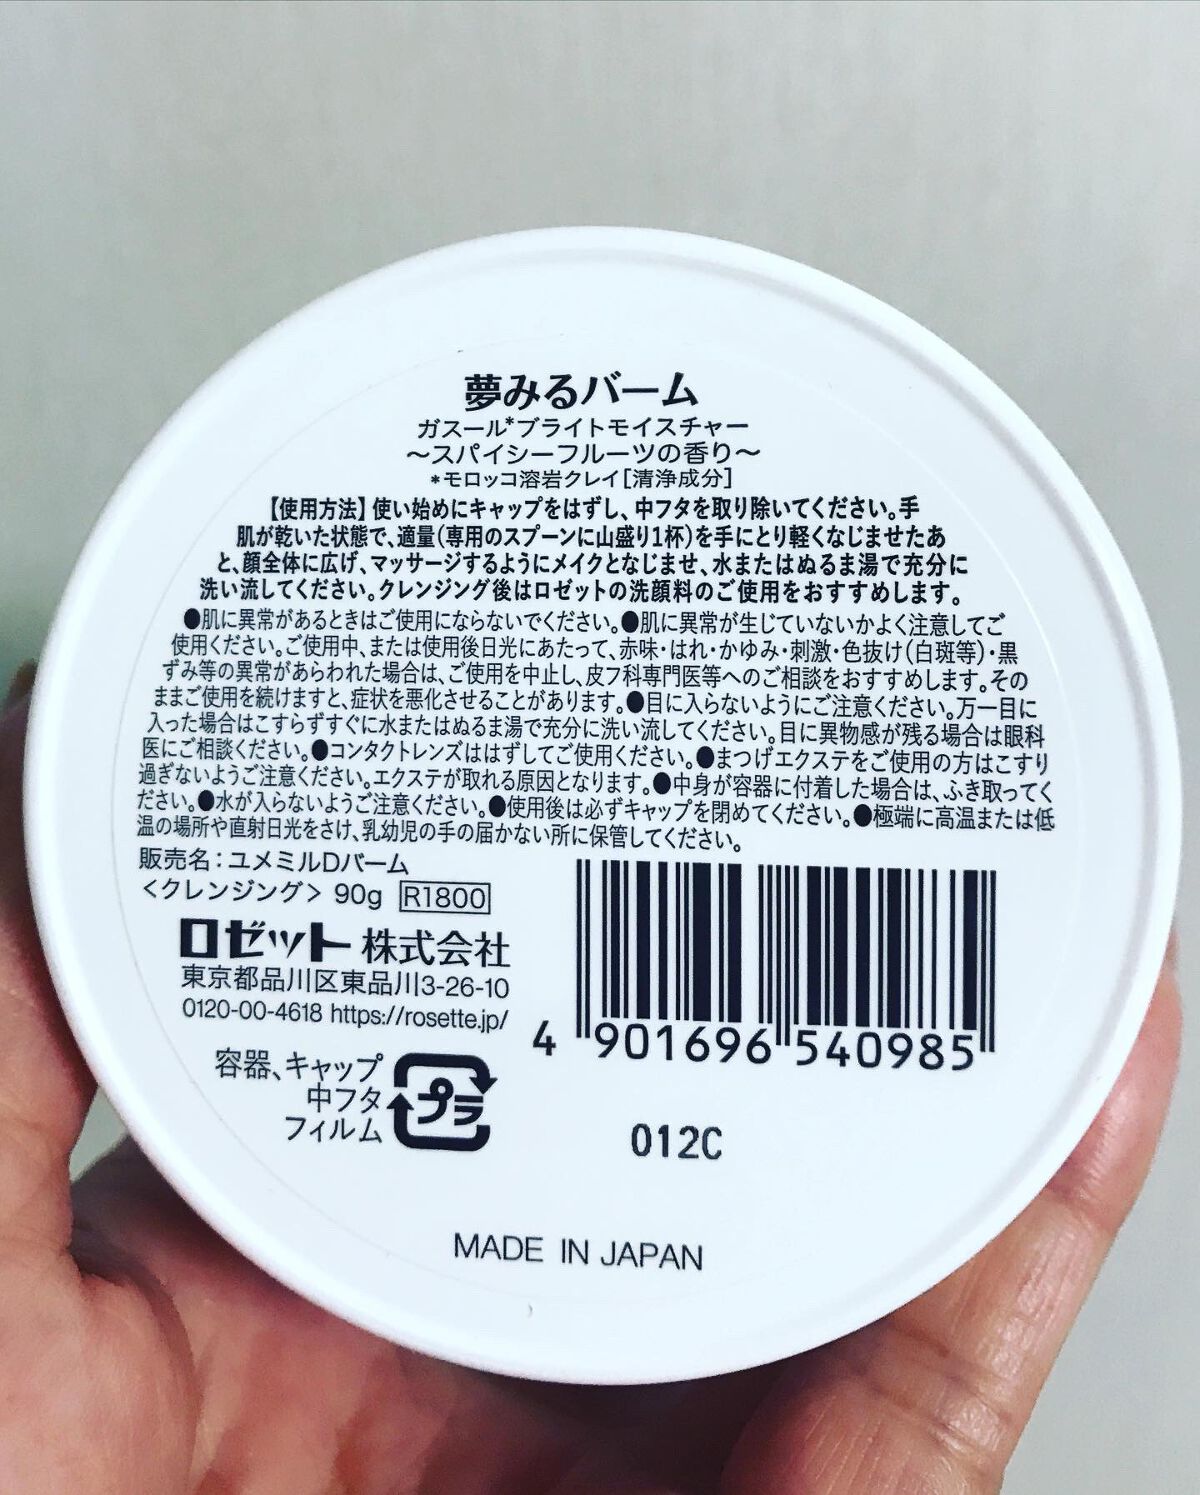 夢みるバーム
ガスール*ブライトモイスチャー
〜スパイシーフルーツの香り〜
*モロッコ溶岩クレイ[清浄成分]
【使用方法】使い始めにキャップをはずし、中フタを取り除いてください。手
肌が乾いた状態で、適量(専用のスプーンに山盛り1杯)を手にとり軽くなじませたあ
と、顔全体に広げ、マッサージするようにメイクとなじませ、水またはぬるま湯で充分に
洗い流してください。クレンジング後はロゼットの洗顔料のご使用をおすすめします。
●肌に異常があるときはご使用にならないでください。●肌に異常が生じていないかよく注意してご
使用ください。ご使用中、または使用後日光にあたって、赤味・はれ・かゆみ・刺激・色抜け(白斑等)・黒
ずみ等の異常があらわれた場合は、ご使用を中止し、皮フ科専門医等へのご相談をおすすめします。その
ままご使用を続けますと、症状を悪化させることがあります。●目に入らないようにご注意ください。万一目に
入った場合はこすらずすぐに水またはぬるま湯で充分に洗い流してください。目に異物感が残る場合は眼科
医にご相談ください。●コンタクトレンズははずしてご使用ください。●まつげエクステをご使用の方はこすり
過ぎないようご注意ください。エクステが取れる原因となります。●中身が容器に付着した場合は、ふき取ってく
ださい。●水が入らないようご注意ください。●使用後は必ずキャップを閉めてください。●極端に高温または低
温の場所や直射日光をさけ、乳幼児の手の届かない所に保管してください。
販売名:ユメミルDバーム
<クレンジング> 90g R1800
ロゼット株式会社
東京都品川区東品川3-26-10
0120-00-4618 https://rosette.jp/
4 901696 540985
容器、キャップ
中フタ
フィルム
プラ
012C
MADE IN JAPAN